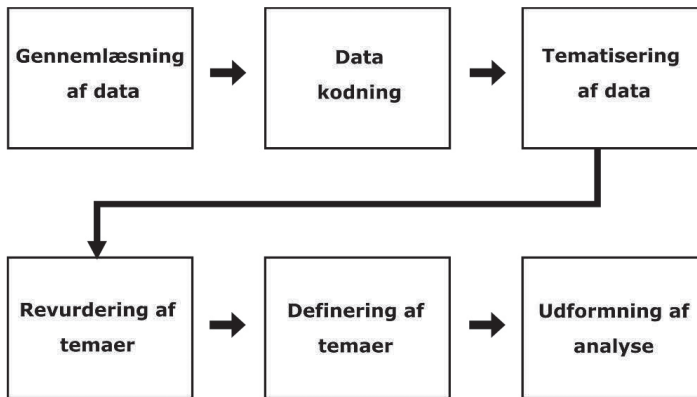 Gennemlæsning
af data
Data
kodning
Tematisering
af data
Revurdering af
temaer
Definering af
temaer
Udformning af
analyse